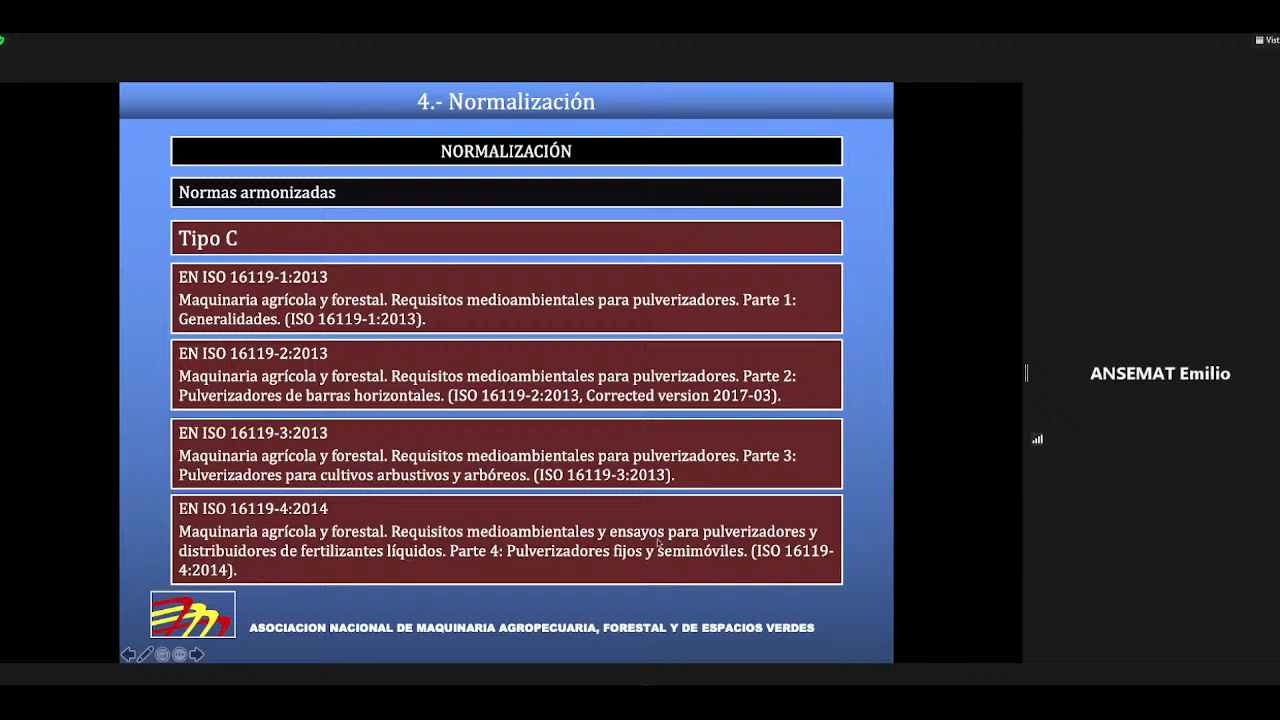 Vist
4.- Normalización
NORMALIZACIÓN
Normas armonizadas
Tipo C
EN ISO 16119-1:2013
Maquinaria agrícola y forestal. Requisitos medioambientales para pulverizadores. Parte 1:
Generalidades. (ISO 16119-1:2013).
EN ISO 16119-2:2013
Maquinaria agrícola y forestal. Requisitos medioambientales para pulverizadores. Parte 2:
Pulverizadores de barras horizontales. (ISO 16119-2:2013, Corrected version 2017-03).
EN ISO 16119-3:2013
Maquinaria agrícola y forestal. Requisitos medioambientales para pulverizadores. Parte 3:
Pulverizadores para cultivos arbustivos y arbóreos. (ISO 16119-3:2013).
EN ISO 16119-4:2014
Maquinaria agrícola y forestal. Requisitos medioambientales y ensayos para pulverizadores y
distribuidores de fertilizantes líquidos. Parte 4: Pulverizadores fijos y semimóviles. (ISO 16119-
4:2014).
ASOCIACION NACIONAL DE MAQUINARIA AGROPECUARIA, FORESTAL Y DE ESPACIOS VERDES
ANSEMAT Emilio